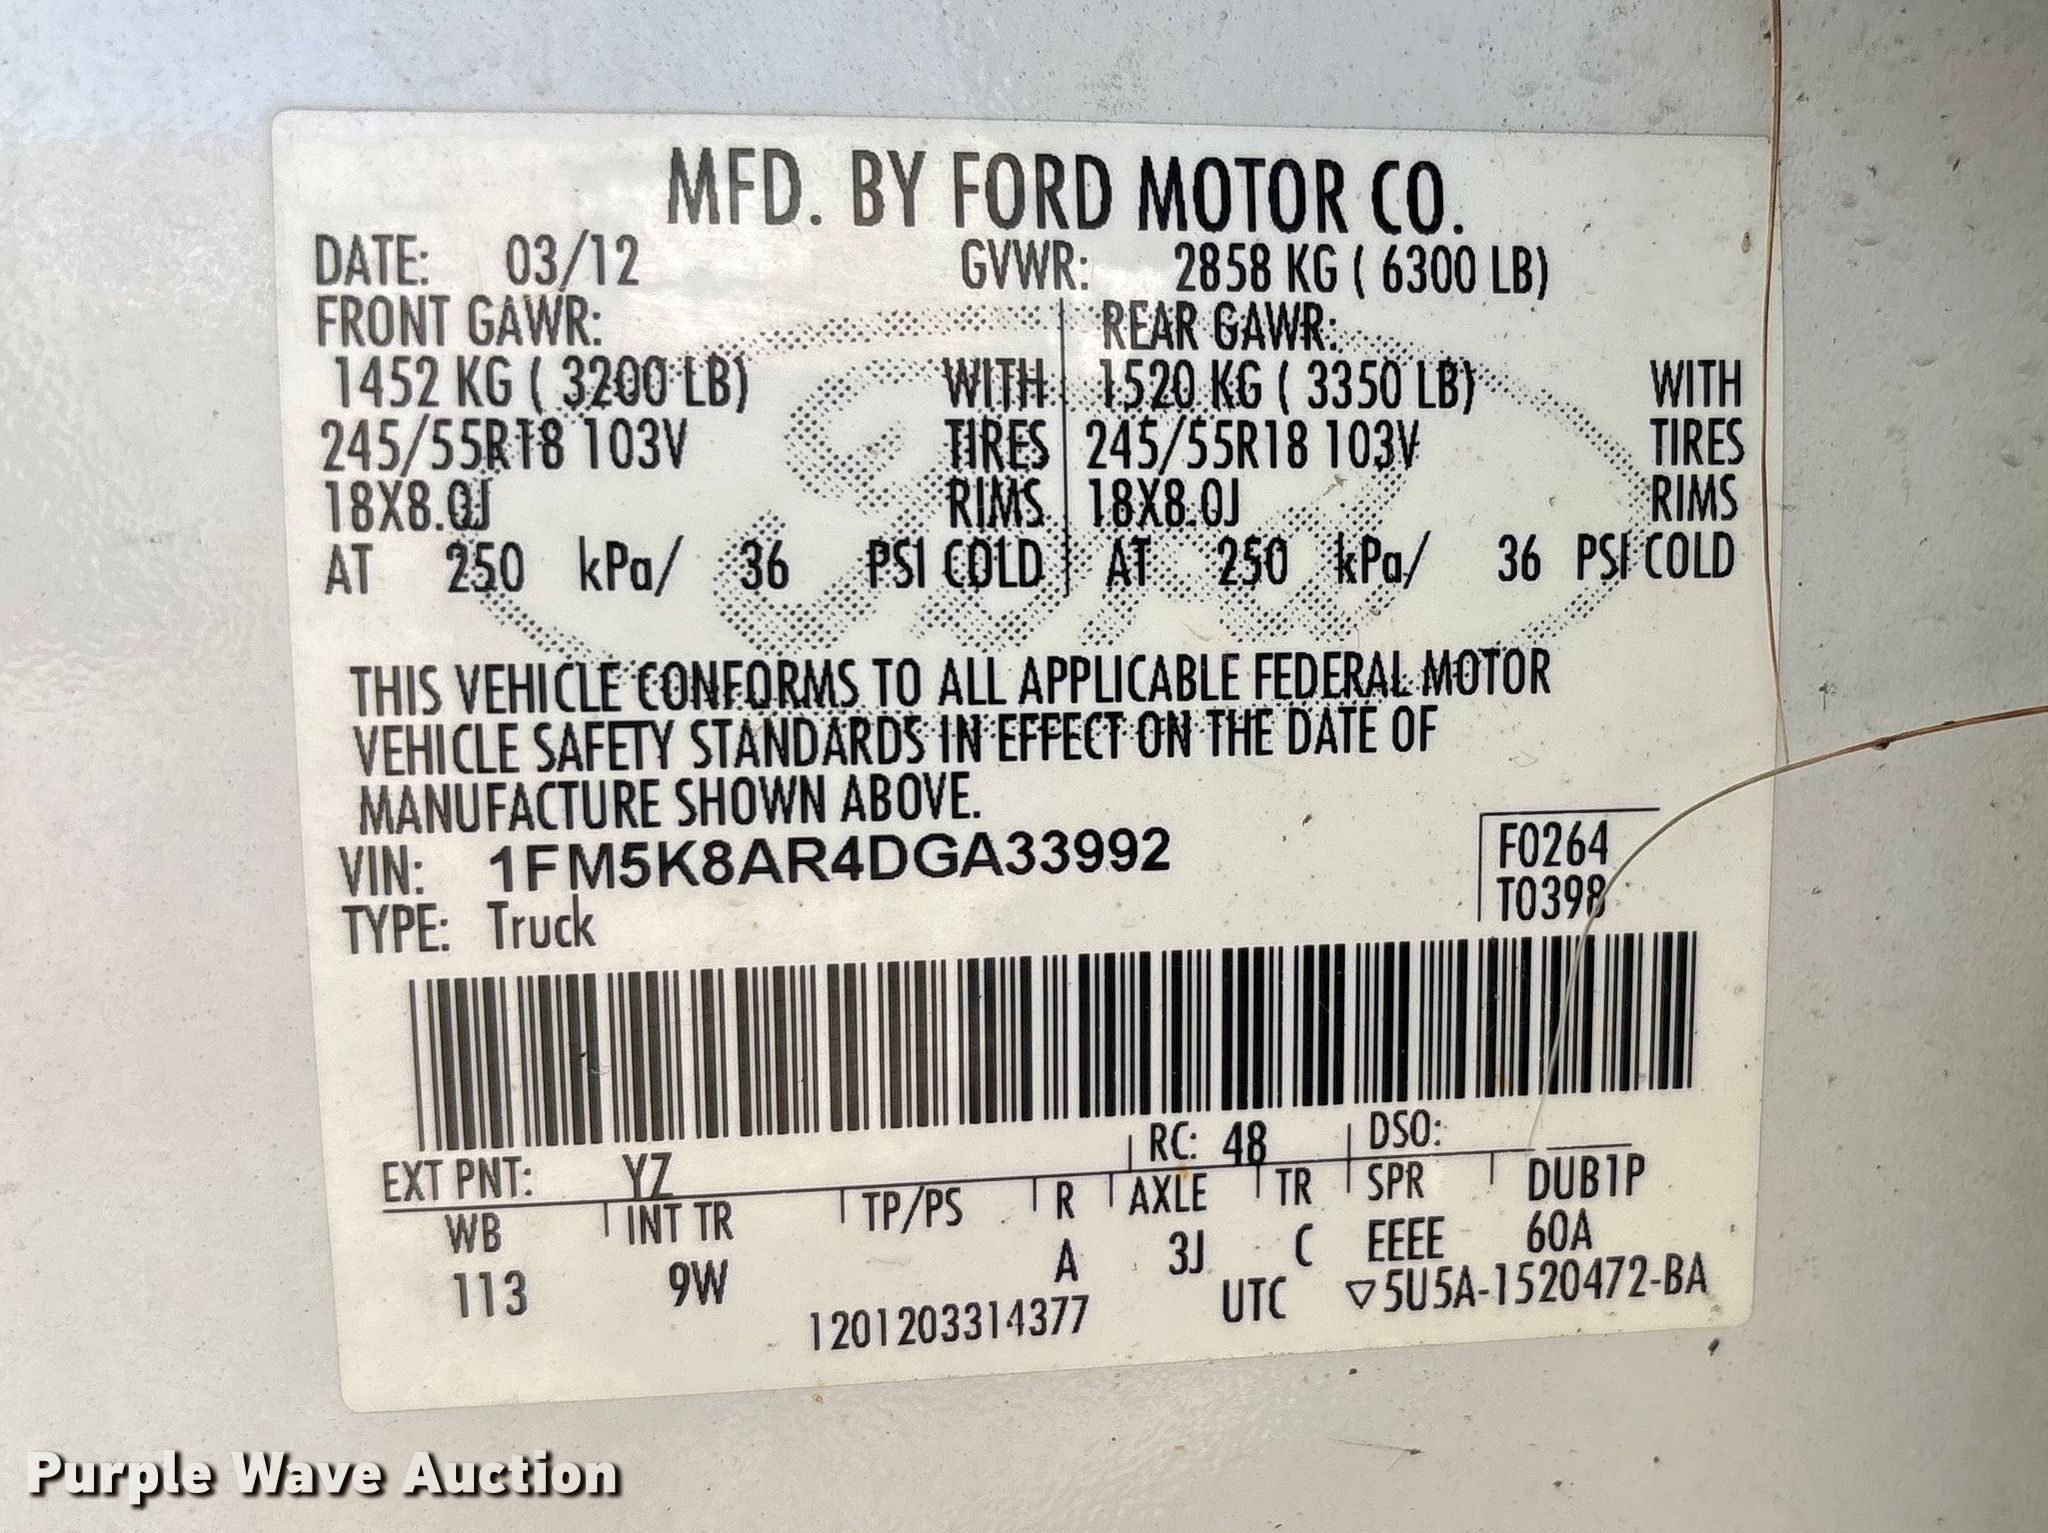 MFD. BY FORD MOTOR CO.
DATE: 03/12 GVWR: 2858 KG ( 6300 LB)
FRONT GAWR: REAR GAWR:
1452 KG ( 3200 LB) WITH 1520 KG ( 3350 LB) WITH
245/55R18 103V TIRES 245/55R18 103V TIRES
18X8.0J RIMS 18X8.0J RIMS
AT 250 kPa/ 36 PSI COLD AT 250 kPa/ 36 PSI COLD
THIS VEHICLE CONFORMS TO ALL APPLICABLE FEDERAL MOTOR
VEHICLE SAFETY STANDARDS IN EFFECT ON THE DATE OF
MANUFACTURE SHOWN ABOVE.
VIN: 1FM5K8AR4DGA33992 F0264
TYPE: Truck T0398
EXT PNT: YZ RC: 48 DSO:
WB INT TR TP/PS R AXLE TR SPR DUB1P
113 9W A 3J C EEEE 60A
1201203314377 UTC ▽5U5A-1520472-BA
Purple Wave Auction